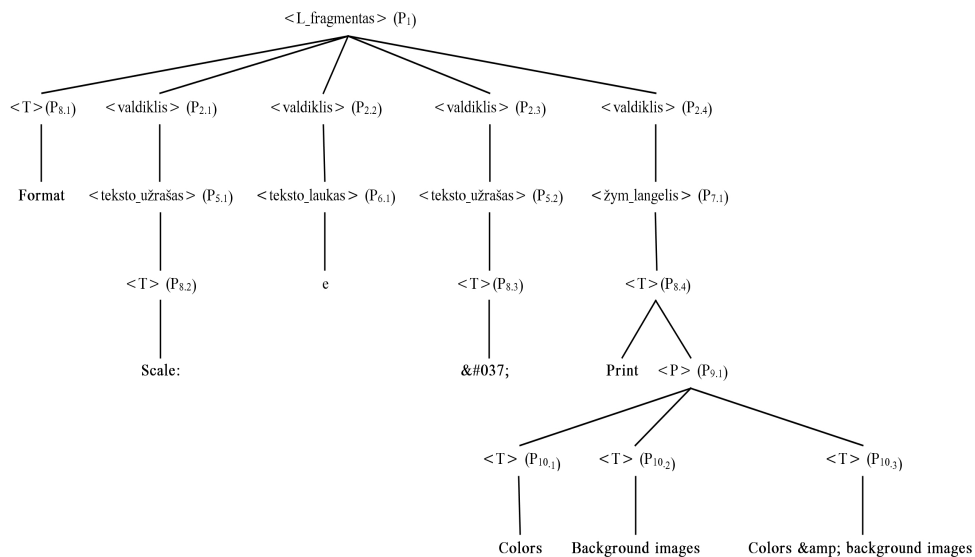 <L_fragmentas> (P1)
<T>(P8.1) <valdiklis> (P2.1) <valdiklis> (P2.2) <valdiklis> (P2.3) <valdiklis> (P2.4)
Format <teksto_užrašas> (P5.1) <teksto_laukas> (P6.1) <teksto_užrašas> (P5.2) <žym_langelis> (P7.1)
<T> (P8.2) e <T>(P8.3) <T>(P8.4)
Scale: &#037; Print <P> (P9.1)
<T> (P10.1) <T> (P10.2) <T> (P10.3)
Colors Background images Colors &amp; background images